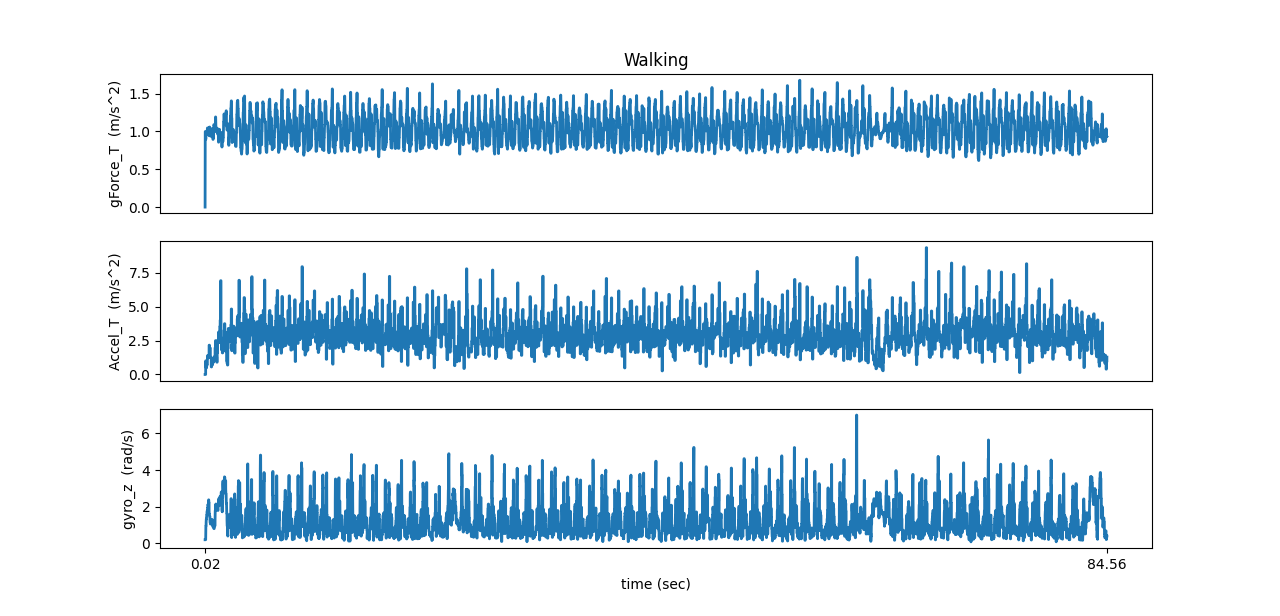 Walking
gForce_T (m/s^2)
1.5
1.0
0.5
0.0
Accel_T (m/s^2)
7.5
5.0
2.5
0.0
gyro_z (rad/s)
6
4
2
0
0.02 84.56
time (sec)